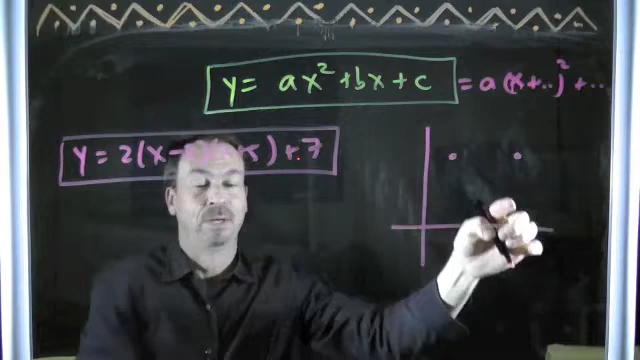 y = ax² + bx + c = a(x + ..)² + ...
y = 2(x - ) + 7